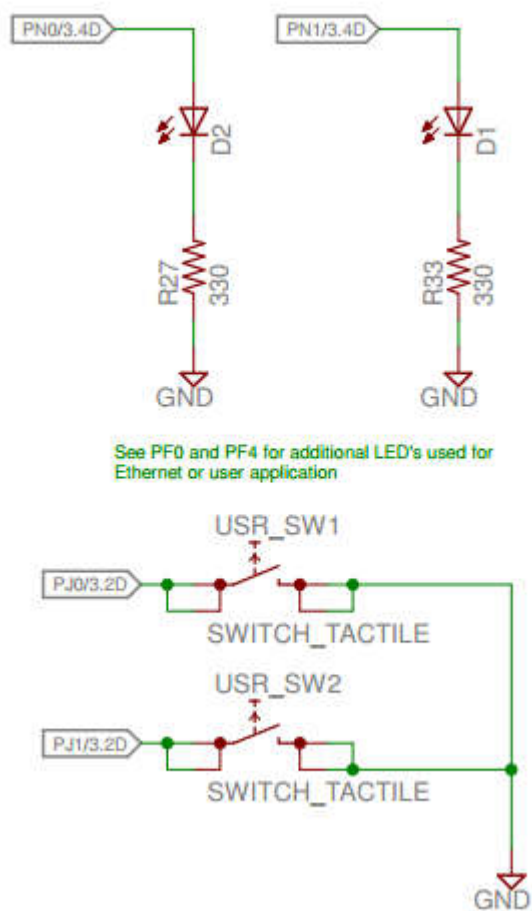 PN0/3.4D
PN1/3.4D
D2
D1
R27
330
R33
330
GND
GND
See PF0 and PF4 for additional LED's used for
Ethernet or user application
USR_SW1
PJ0/3.2D
SWITCH_TACTILE
USR_SW2
PJ1/3.2D
SWITCH_TACTILE
GND